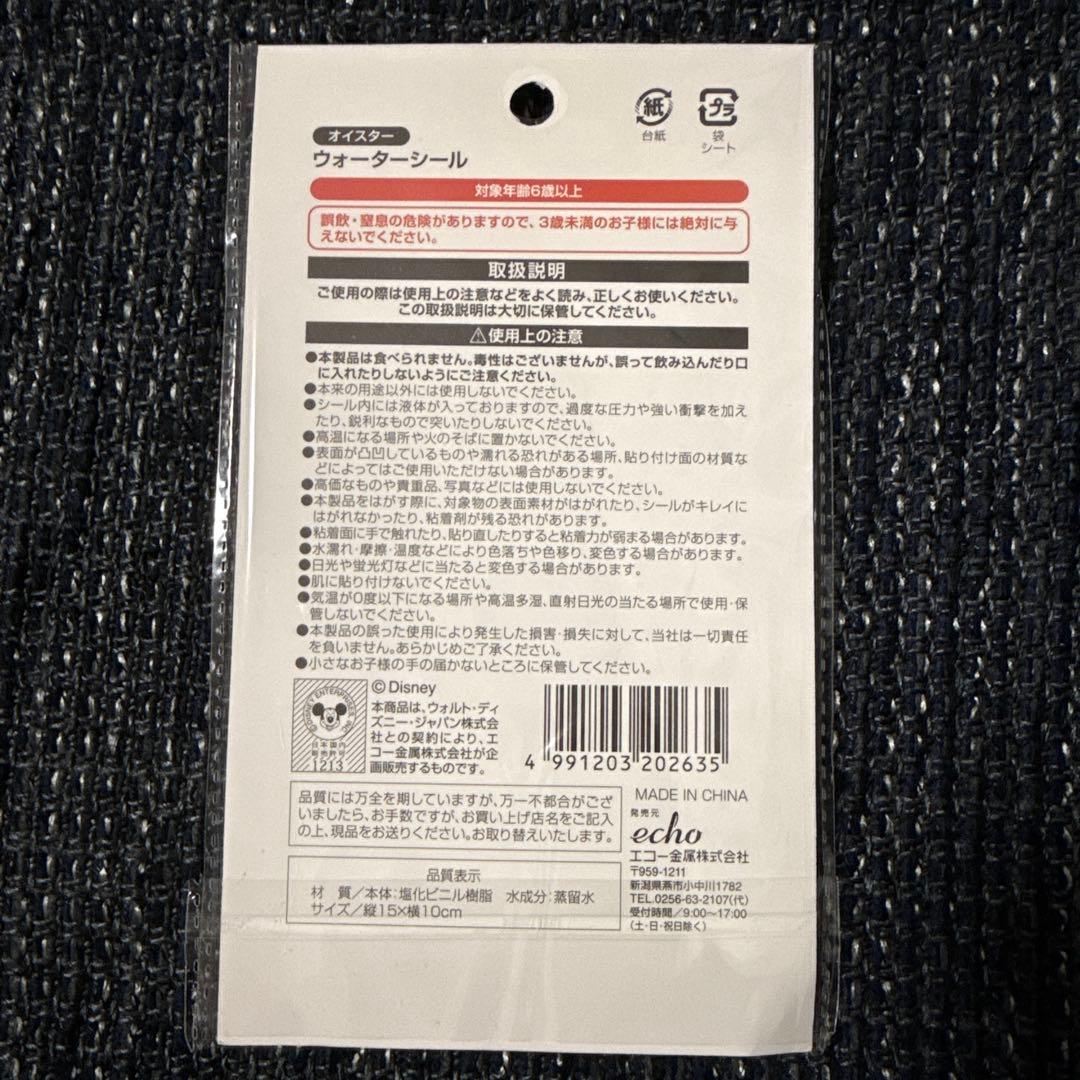 紙
台紙
プラ
袋
シート
オイスター
ウォーターシール
対象年齢6歳以上
誤飲・窒息の危険がありますので、3歳未満のお子様には絶対に与
えないでください。
取扱説明
ご使用の際は使用上の注意などをよく読み、正しくお使いください。
この取扱説明は大切に保管してください。
⚠使用上の注意
●本製品は食べられません。毒性はございませんが、誤って飲み込んだり口
に入れたりしないようにご注意ください。
●本来の用途以外には使用しないでください。
●シール内には液体が入っておりますので、過度な圧力や強い衝撃を加え
たり、鋭利なもので突いたりしないでください。
●高温になる場所や火のそばに置かないでください。
●表面が凸凹しているものや濡れる恐れがある場所、貼り付け面の材質な
どによってはご使用いただけない場合があります。
●高価なものや貴重品、写真などには使用しないでください。
●本製品をはがす際に、対象物の表面素材がはがれたり、シールがキレイに
はがれなかったり、粘着剤が残る恐れがあります。
●粘着面に手で触れたり、貼り直したりすると粘着力が弱まる場合があります。
●水濡れ・摩擦・温度などにより色落ちや色移り、変色する場合があります。
●日光や蛍光灯などに当たると変色する場合があります。
●肌に貼り付けないでください。
●気温が0度以下になる場所や高温多湿、直射日光の当たる場所で使用・保
管しないでください。
●本製品の誤った使用により発生した損害・損失に対して、当社は一切責任
を負いません。あらかじめご了承ください。
●小さなお子様の手の届かないところに保管してください。
©DISNEY ENTERPRISES INC.
日本国内
販売許可
1213
©Disney
本商品は、ウォルト・ディ
ズニー・ジャパン株式会
社との契約により、エ
コー金属株式会社が企
画販売するものです。
4 991203 202635
品質には万全を期していますが、万一不都合がござ
いましたら、お手数ですが、お買い上げ店名をご記入
の上、現品をお送りください。お取り替えいたします。
品質表示
材 質/本体:塩化ビニル樹脂 水成分:蒸留水
サイズ/縦15×横10cm
MADE IN CHINA
発売元
echo
エコー金属株式会社
〒959-1211
新潟県燕市小中川1782
TEL.0256-63-2107(代)
受付時間/9:00~17:00
(土・日・祝日除く)